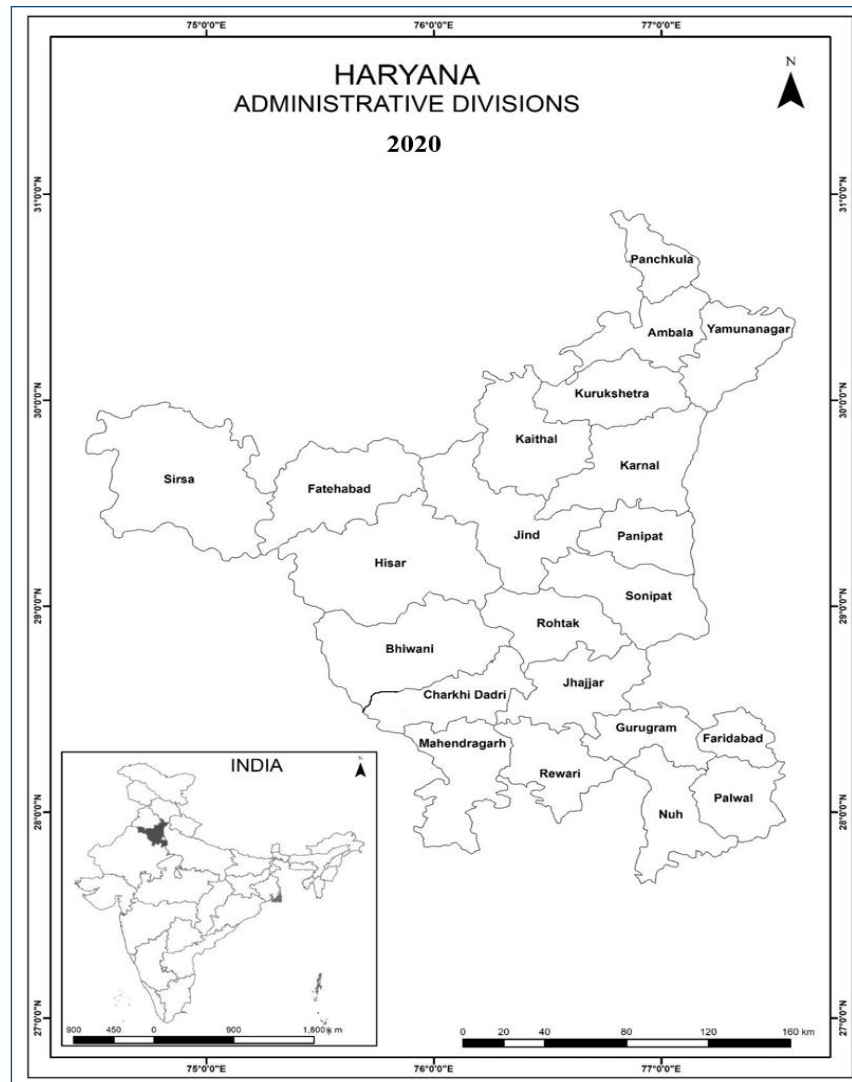 75°0'0"E 76°0'0"E 77°0'0"E
HARYANA
ADMINISTRATIVE DIVISIONS
2020
N
31°0'0"N 31°0'0"N
Panchkula
Ambala Yamunanagar
Kurukshetra
30°0'0"N 30°0'0"N
Kaithal
Karnal
Sirsa
Fatehabad
Jind Panipat
Hisar
Sonipat
29°0'0"N 29°0'0"N
Rohtak
Bhiwani
Jhajjar
Charkhi Dadri
Gurugram
Mahendragarh Faridabad
Rewari
Palwal
Nuh
28°0'0"N 28°0'0"N
INDIA
N
900 450 0 900 1,800 k m
27°0'0"N 27°0'0"N
0 20 40 80 120 160 km
75°0'0"E 76°0'0"E 77°0'0"E